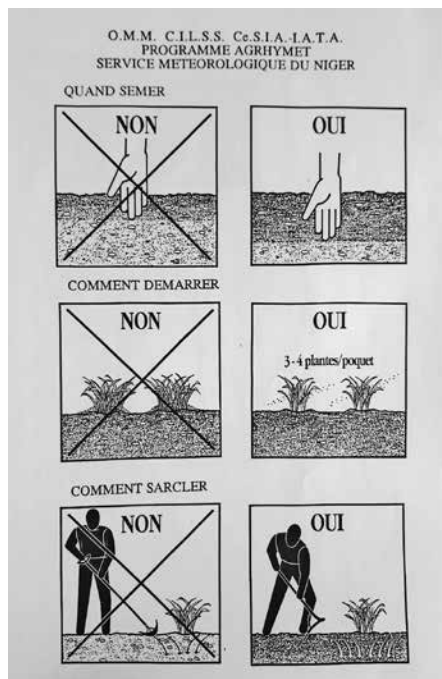 O.M.M. C.I.L.S.S. Ce.S.I.A.-I.A.T.A.
PROGRAMME AGRHYMET
SERVICE METEOROLOGIQUE DU NIGER
QUAND SEMER
NON
OUI
COMMENT DEMARRER
NON
OUI
3-4 plantes/poquet
COMMENT SARCLER
NON
OUI